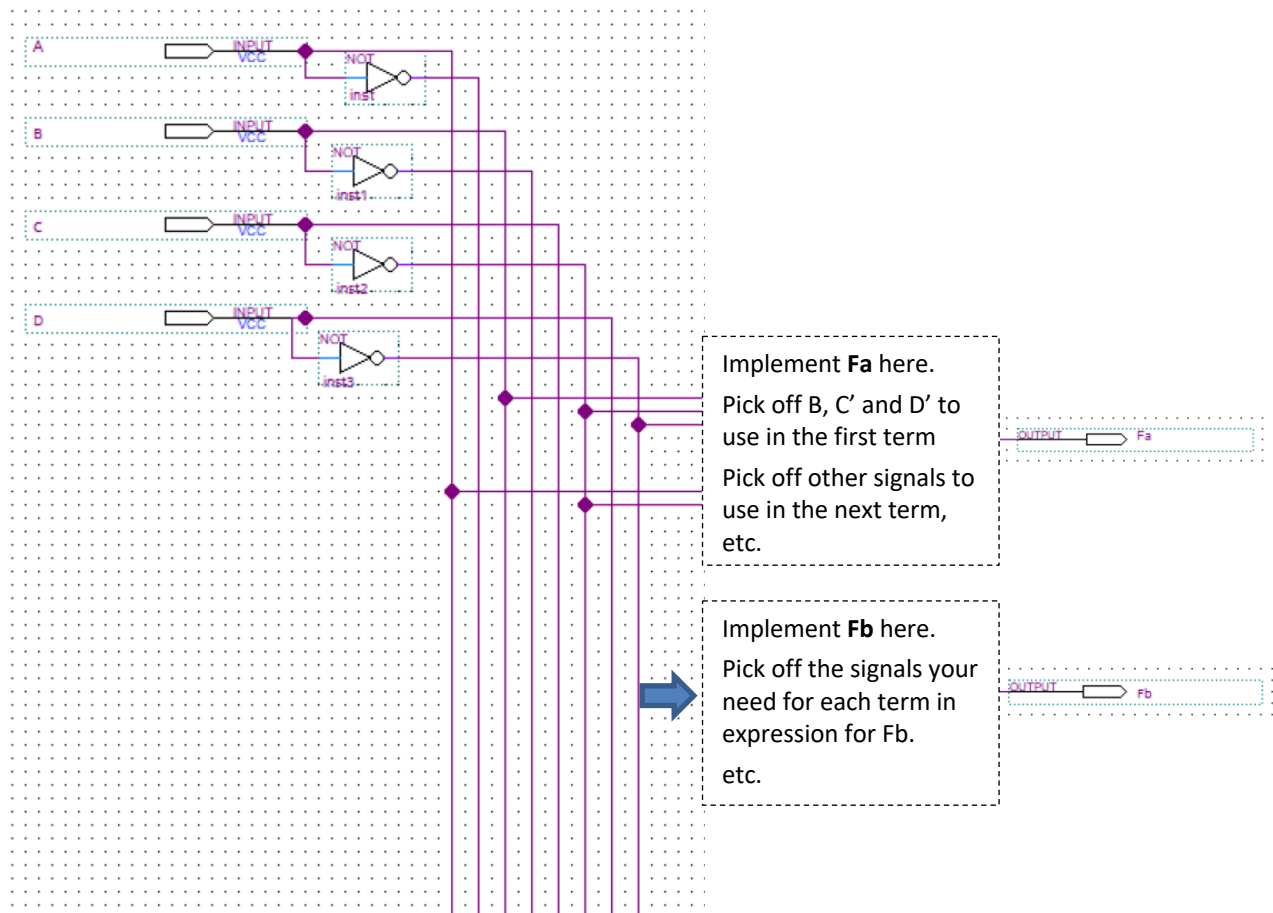 A
INPUT
VCC
NOT
inst
B
INPUT
VCC
NOT
inst1
C
INPUT
VCC
NOT
inst2
D
INPUT
VCC
NOT
inst3
Implement Fa here.
Pick off B, C’ and D’ to
use in the first term
Pick off other signals to
use in the next term,
etc.
OUTPUT
Fa
Implement Fb here.
Pick off the signals your
need for each term in
expression for Fb.
etc.
OUTPUT
Fb